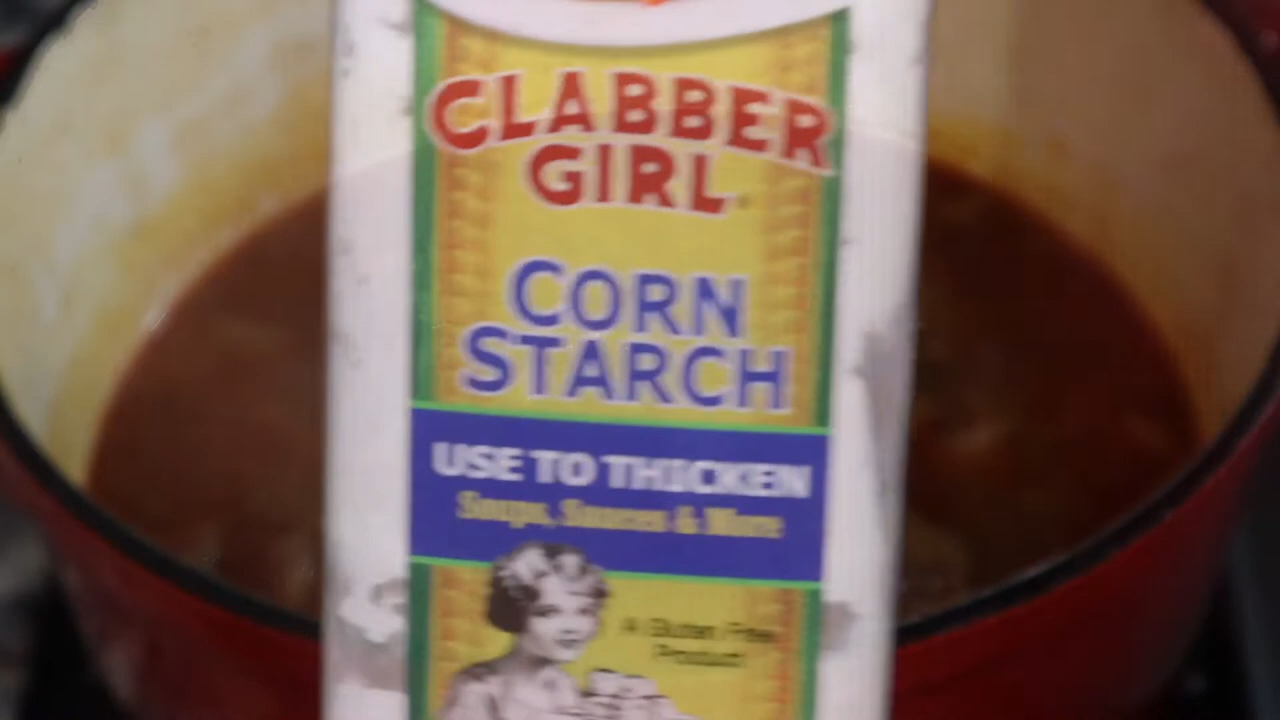 CLABBER
GIRL
CORN
STARCH
USE TO THICKEN
Soups, Sauces & More
A Gluten Free
Product